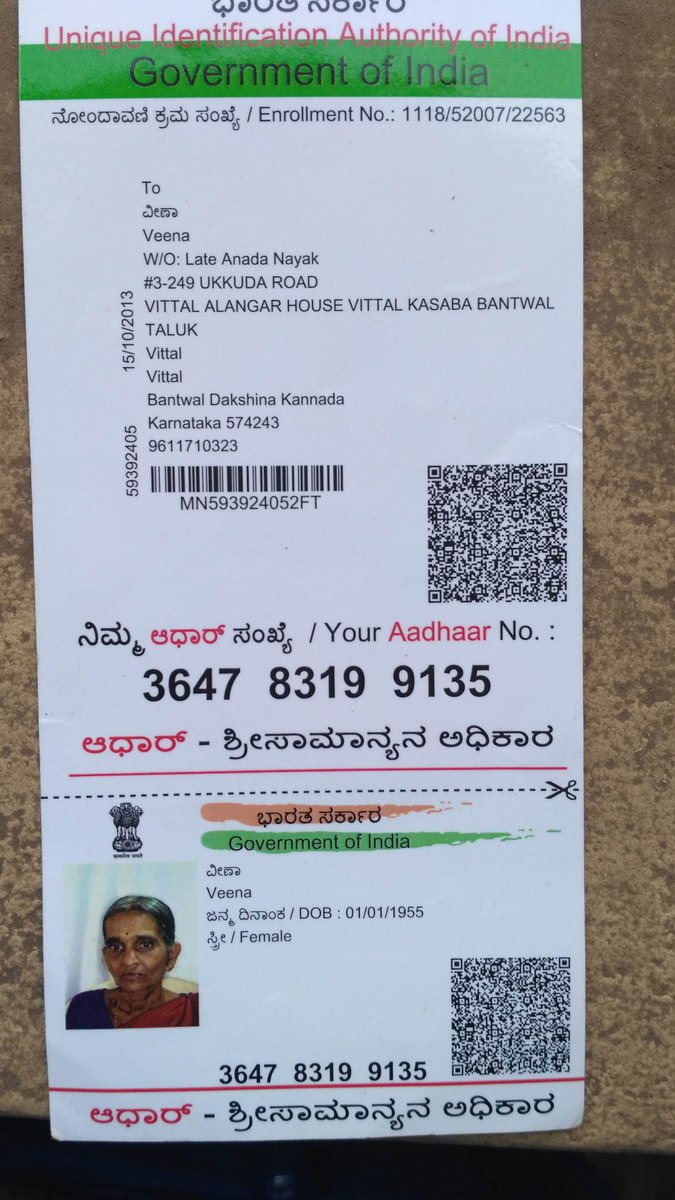 ಭಾರತ ಸರ್ಕಾರ
Unique Identification Authority of India
Government of India
ನೋಂದಾವಣಿ ಕ್ರಮ ಸಂಖ್ಯೆ / Enrollment No.: 1118/52007/22563
To
ವೀಣಾ
Veena
W/O: Late Anada Nayak
#3-249 UKKUDA ROAD
VITTAL ALANGAR HOUSE VITTAL KASABA BANTWAL
TALUK
Vittal
Vittal
Bantwal Dakshina Kannada
Karnataka 574243
9611710323
15/10/2013
59392405
MN593924052FT
ನಿಮ್ಮ ಆಧಾರ್ ಸಂಖ್ಯೆ / Your Aadhaar No. :
3647 8319 9135
ಆಧಾರ್ - ಶ್ರೀಸಾಮಾನ್ಯನ ಅಧಿಕಾರ
ಭಾರತ ಸರ್ಕಾರ
Government of India
सत्यमेव जयते
ವೀಣಾ
Veena
ಜನ್ಮ ದಿನಾಂಕ / DOB : 01/01/1955
ಸ್ತ್ರೀ / Female
3647 8319 9135
ಆಧಾರ್ - ಶ್ರೀಸಾಮಾನ್ಯನ ಅಧಿಕಾರ